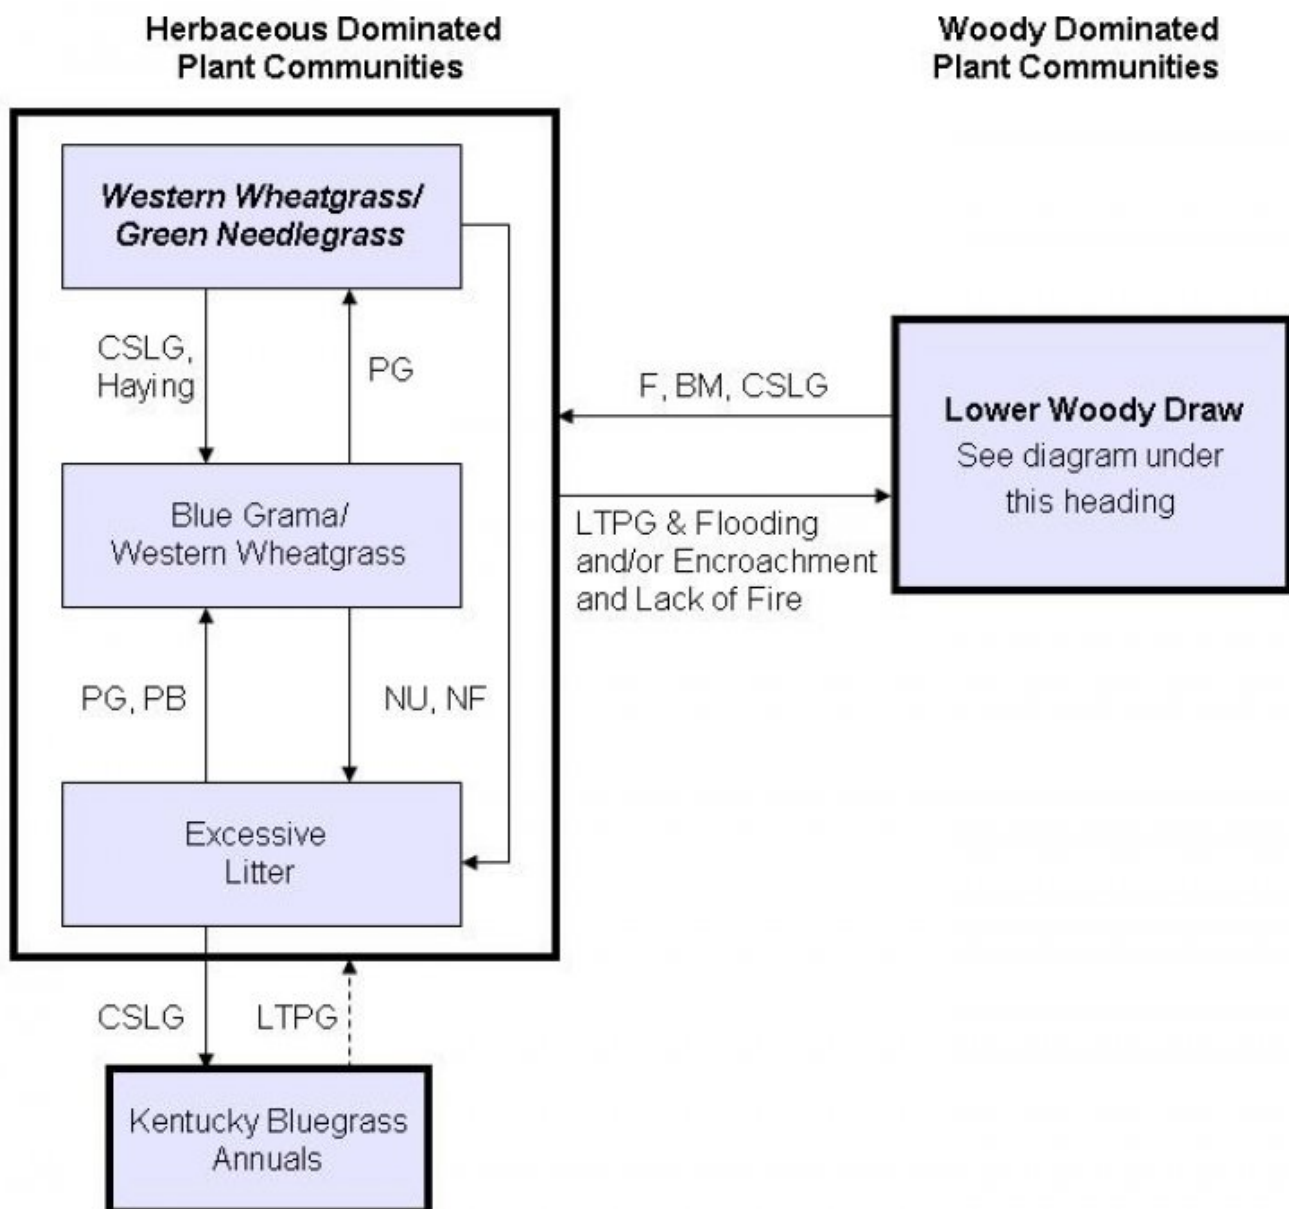 Herbaceous Dominated
Plant Communities
Woody Dominated
Plant Communities
Western Wheatgrass/
Green Needlegrass
CSLG,
Haying
PG
Blue Grama/
Western Wheatgrass
PG, PB
NU, NF
Excessive
Litter
CSLG
LTPG
Kentucky Bluegrass
Annuals
F, BM, CSLG
LTPG & Flooding
and/or Encroachment
and Lack of Fire
Lower Woody Draw
See diagram under
this heading